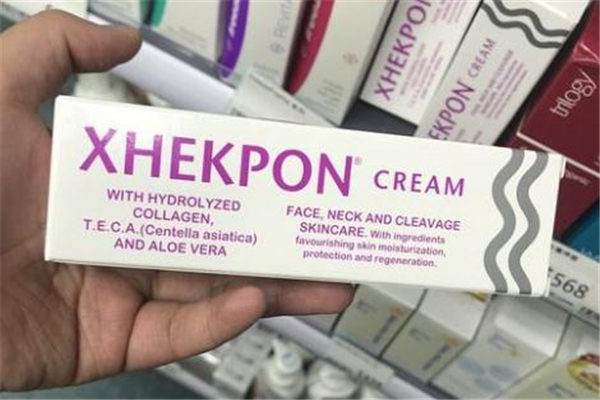 XHEKPON® CREAM
WITH HYDROLYZED
COLLAGEN,
T.E.C.A.(Centella asiatica)
AND ALOE VERA
FACE, NECK AND CLEAVAGE
SKINCARE. With ingredients
favourishing skin moisturization,
protection and regeneration.
XHEKPON
CREAM
XHEKPON
trilogy
568